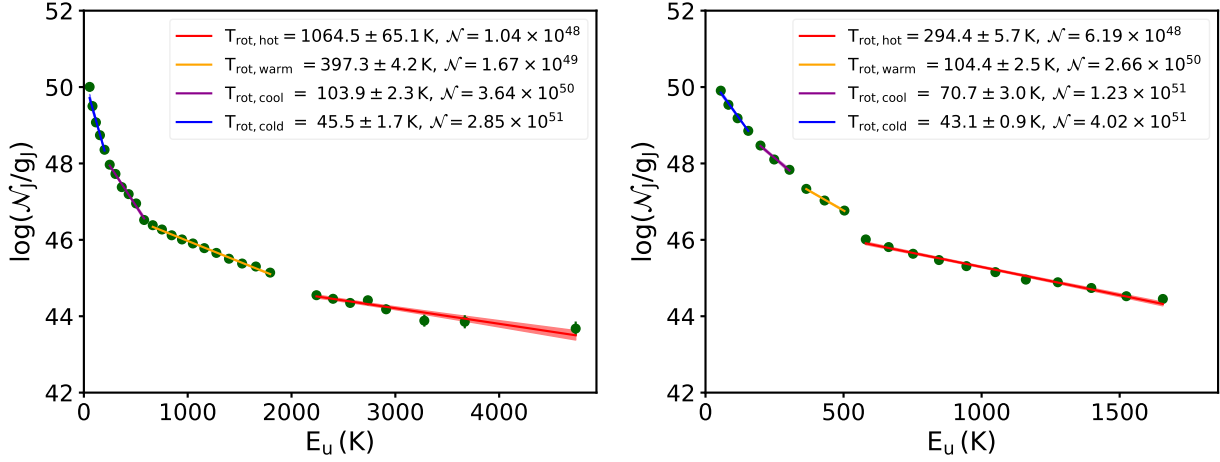 52
50
48
46
44
42
log(𝒩J/gJ)
T_rot,hot = 1064.5 ± 65.1 K, 𝒩 = 1.04 × 10^48
T_rot,warm = 397.3 ± 4.2 K, 𝒩 = 1.67 × 10^49
T_rot,cool = 103.9 ± 2.3 K, 𝒩 = 3.64 × 10^50
T_rot,cold = 45.5 ± 1.7 K, 𝒩 = 2.85 × 10^51
0 1000 2000 3000 4000
E_u (K)
52
50
48
46
44
42
log(𝒩J/gJ)
T_rot,hot = 294.4 ± 5.7 K, 𝒩 = 6.19 × 10^48
T_rot,warm = 104.4 ± 2.5 K, 𝒩 = 2.66 × 10^50
T_rot,cool = 70.7 ± 3.0 K, 𝒩 = 1.23 × 10^51
T_rot,cold = 43.1 ± 0.9 K, 𝒩 = 4.02 × 10^51
0 500 1000 1500
E_u (K)